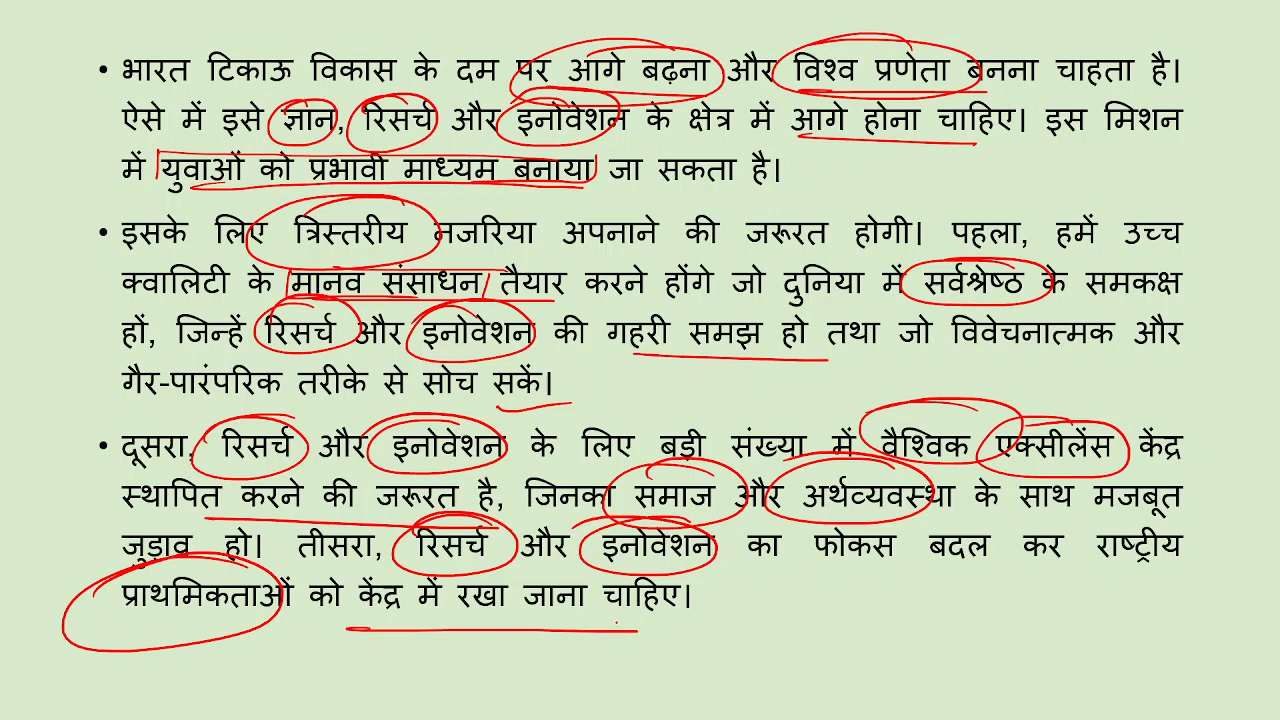 • भारत टिकाऊ विकास के दम पर आगे बढ़ना और विश्व प्रणेता बनना चाहता है।
ऐसे में इसे ज्ञान, रिसर्च और इनोवेशन के क्षेत्र में आगे होना चाहिए। इस मिशन
में युवाओं को प्रभावी माध्यम बनाया जा सकता है।
• इसके लिए त्रिस्तरीय नजरिया अपनाने की जरूरत होगी। पहला, हमें उच्च
क्वालिटी के मानव संसाधन तैयार करने होंगे जो दुनिया में सर्वश्रेष्ठ के समकक्ष
हों, जिन्हें रिसर्च और इनोवेशन की गहरी समझ हो तथा जो विवेचनात्मक और
गैर-पारंपरिक तरीके से सोच सकें।
• दूसरा, रिसर्च और इनोवेशन के लिए बड़ी संख्या में वैश्विक एक्सीलेंस केंद्र
स्थापित करने की जरूरत है, जिनका समाज और अर्थव्यवस्था के साथ मजबूत
जुड़ाव हो। तीसरा, रिसर्च और इनोवेशन का फोकस बदल कर राष्ट्रीय
प्राथमिकताओं को केंद्र में रखा जाना चाहिए।